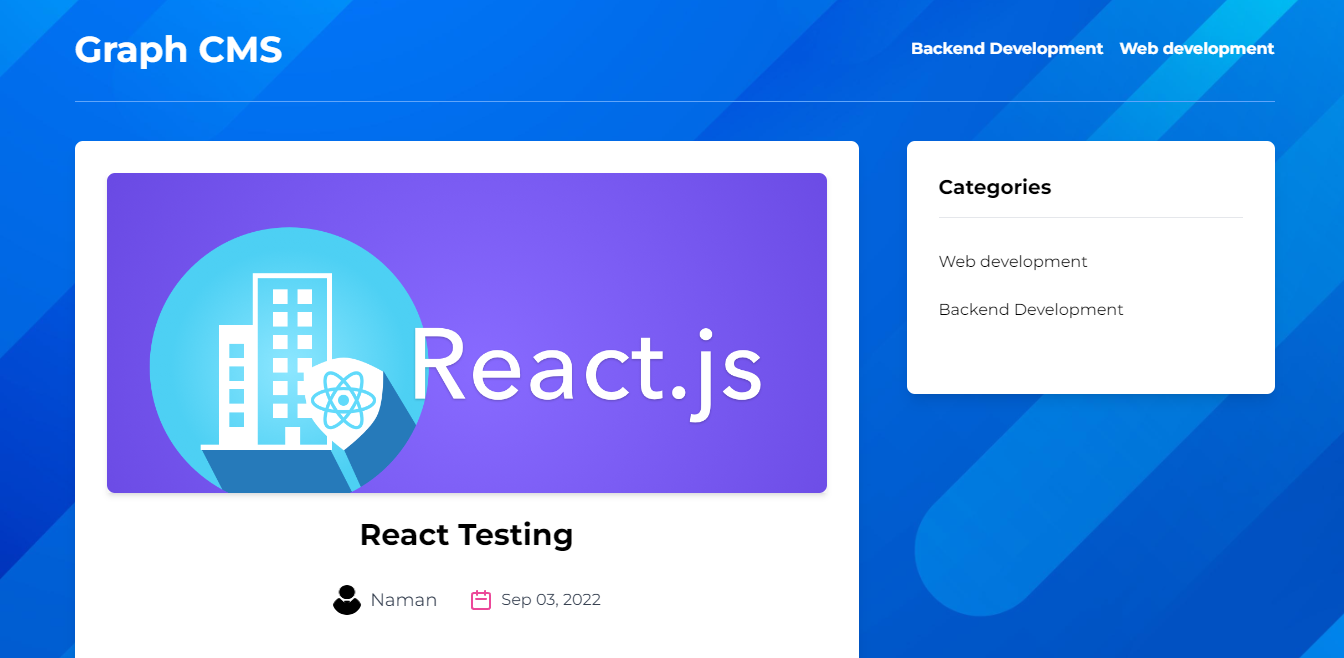 Graph CMS
Backend Development Web development
React.js
React Testing
Naman Sep 03, 2022
Categories
Web development
Backend Development